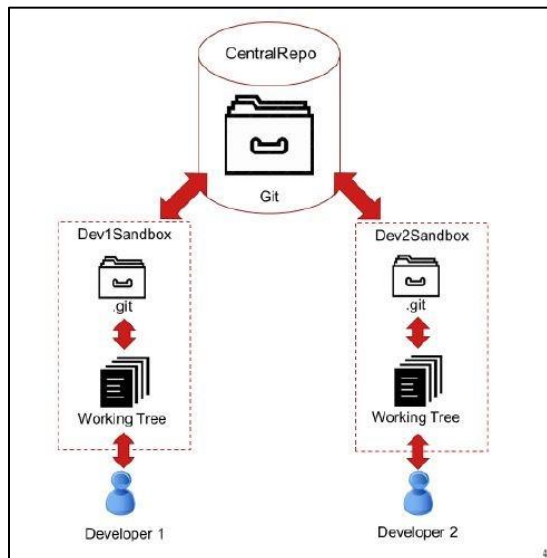 CentralRepo
Git
Dev1Sandbox
.git
Working Tree
Developer 1
Dev2Sandbox
.git
Working Tree
Developer 2